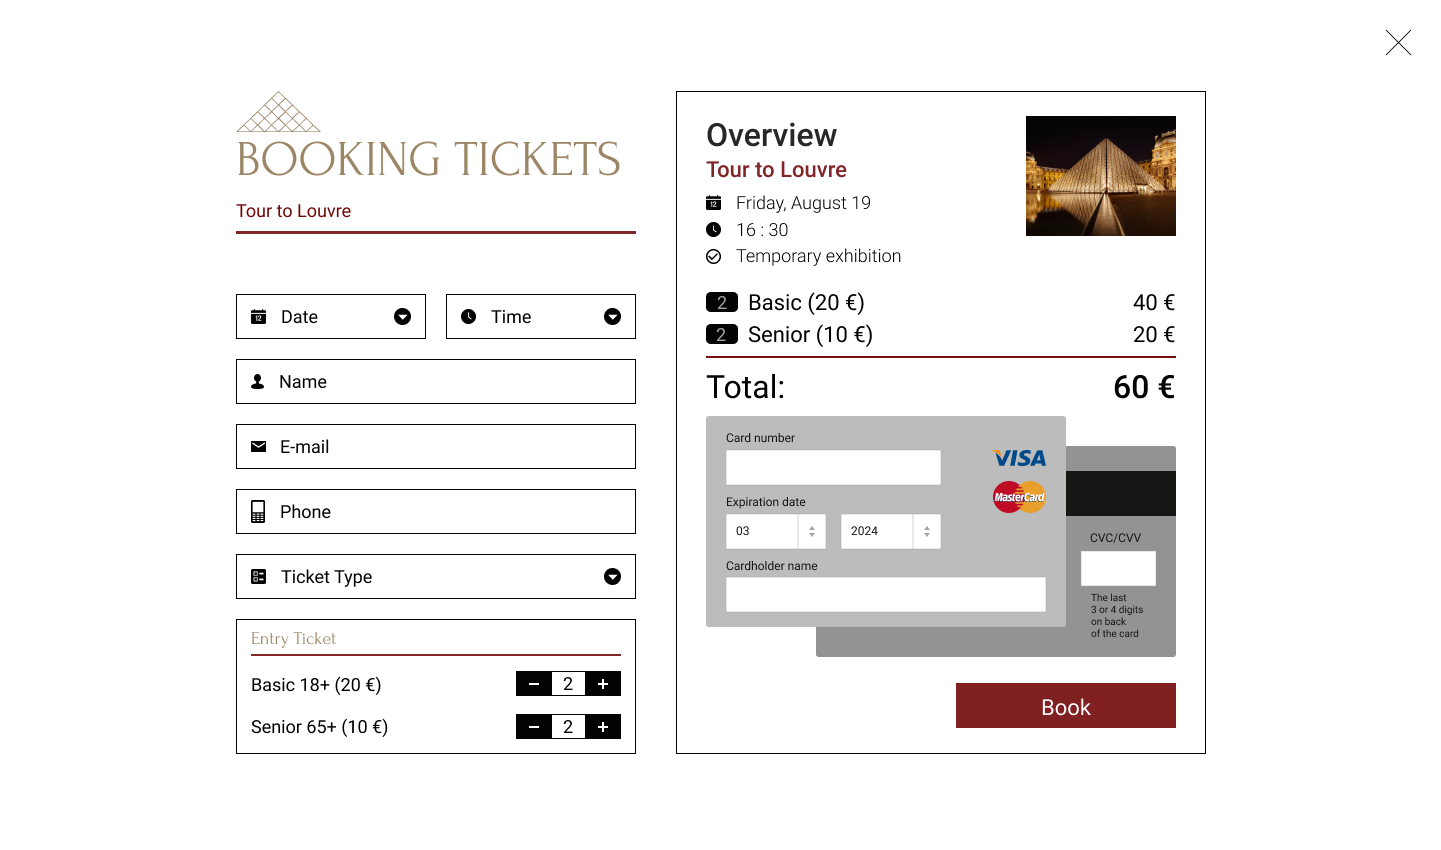 BOOKING TICKETS
Tour to Louvre
12 Date
Time
Name
E-mail
Phone
Ticket Type
Entry Ticket
Basic 18+ (20 €)
− 2 +
Senior 65+ (10 €)
− 2 +
Overview
Tour to Louvre
12 Friday, August 19
16 : 30
Temporary exhibition
2 Basic (20 €) 40 €
2 Senior (10 €) 20 €
Total: 60 €
Card number
VISA
MasterCard
Expiration date
03 2024
Cardholder name
CVC/CVV
The last
3 or 4 digits
on back
of the card
Book